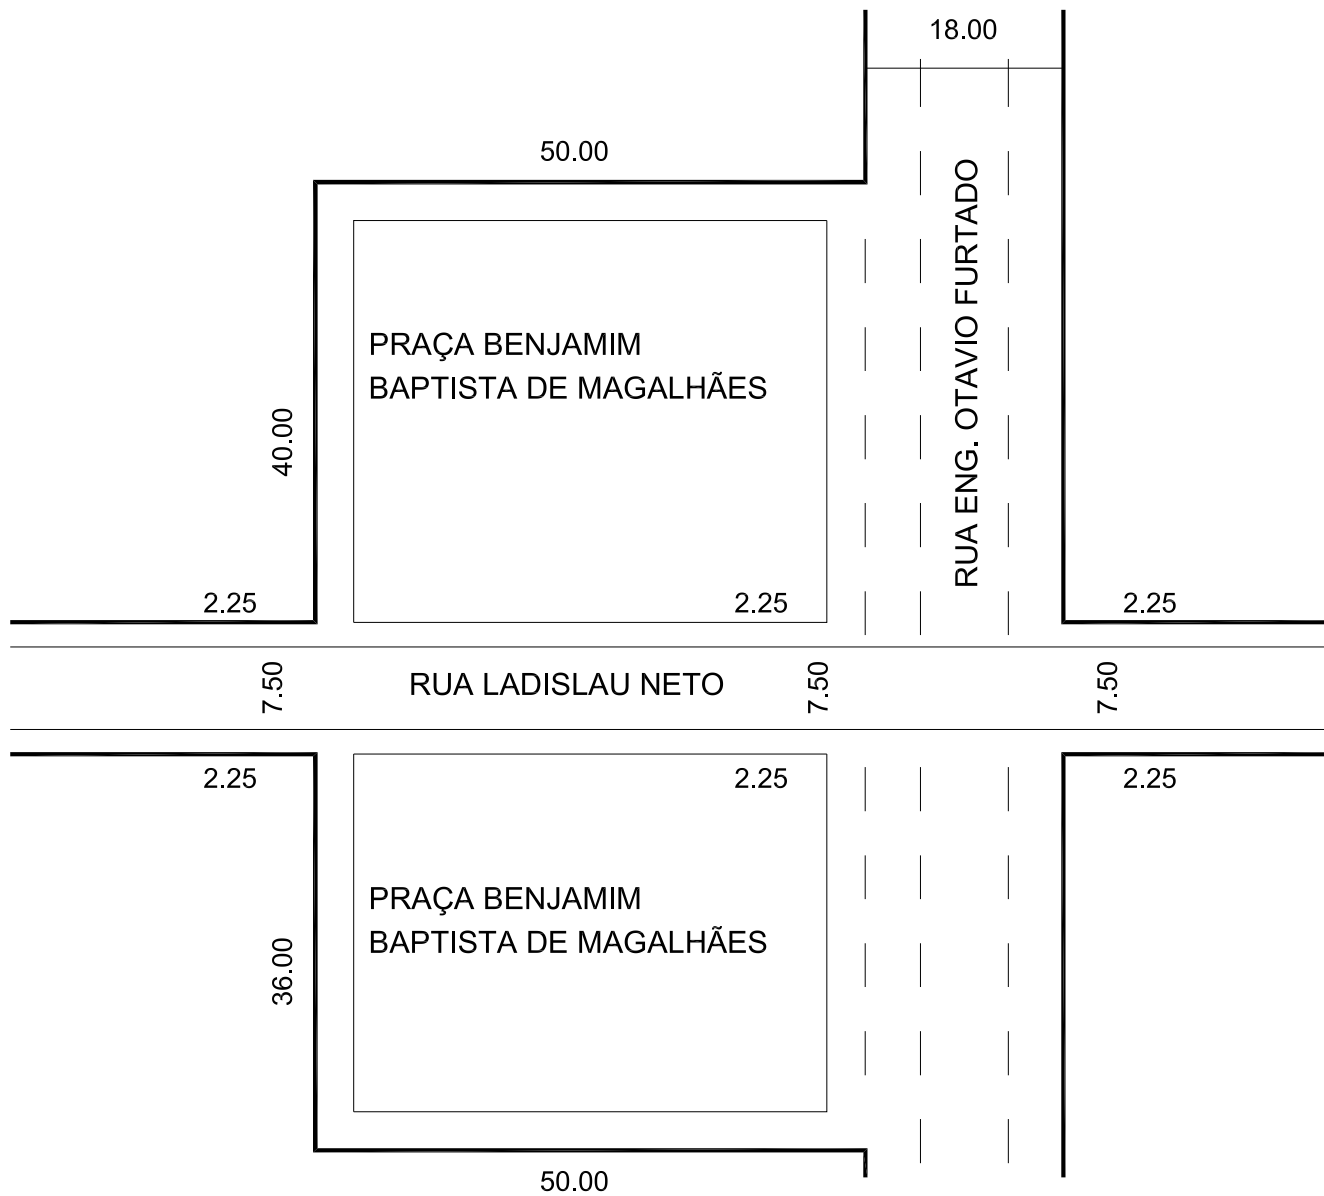 18.00
50.00
RUA ENG. OTAVIO FURTADO
PRAÇA BENJAMIM
BAPTISTA DE MAGALHÃES
40.00
2.25
2.25
2.25
7.50
RUA LADISLAU NETO
7.50
7.50
2.25
2.25
2.25
PRAÇA BENJAMIM
BAPTISTA DE MAGALHÃES
36.00
50.00